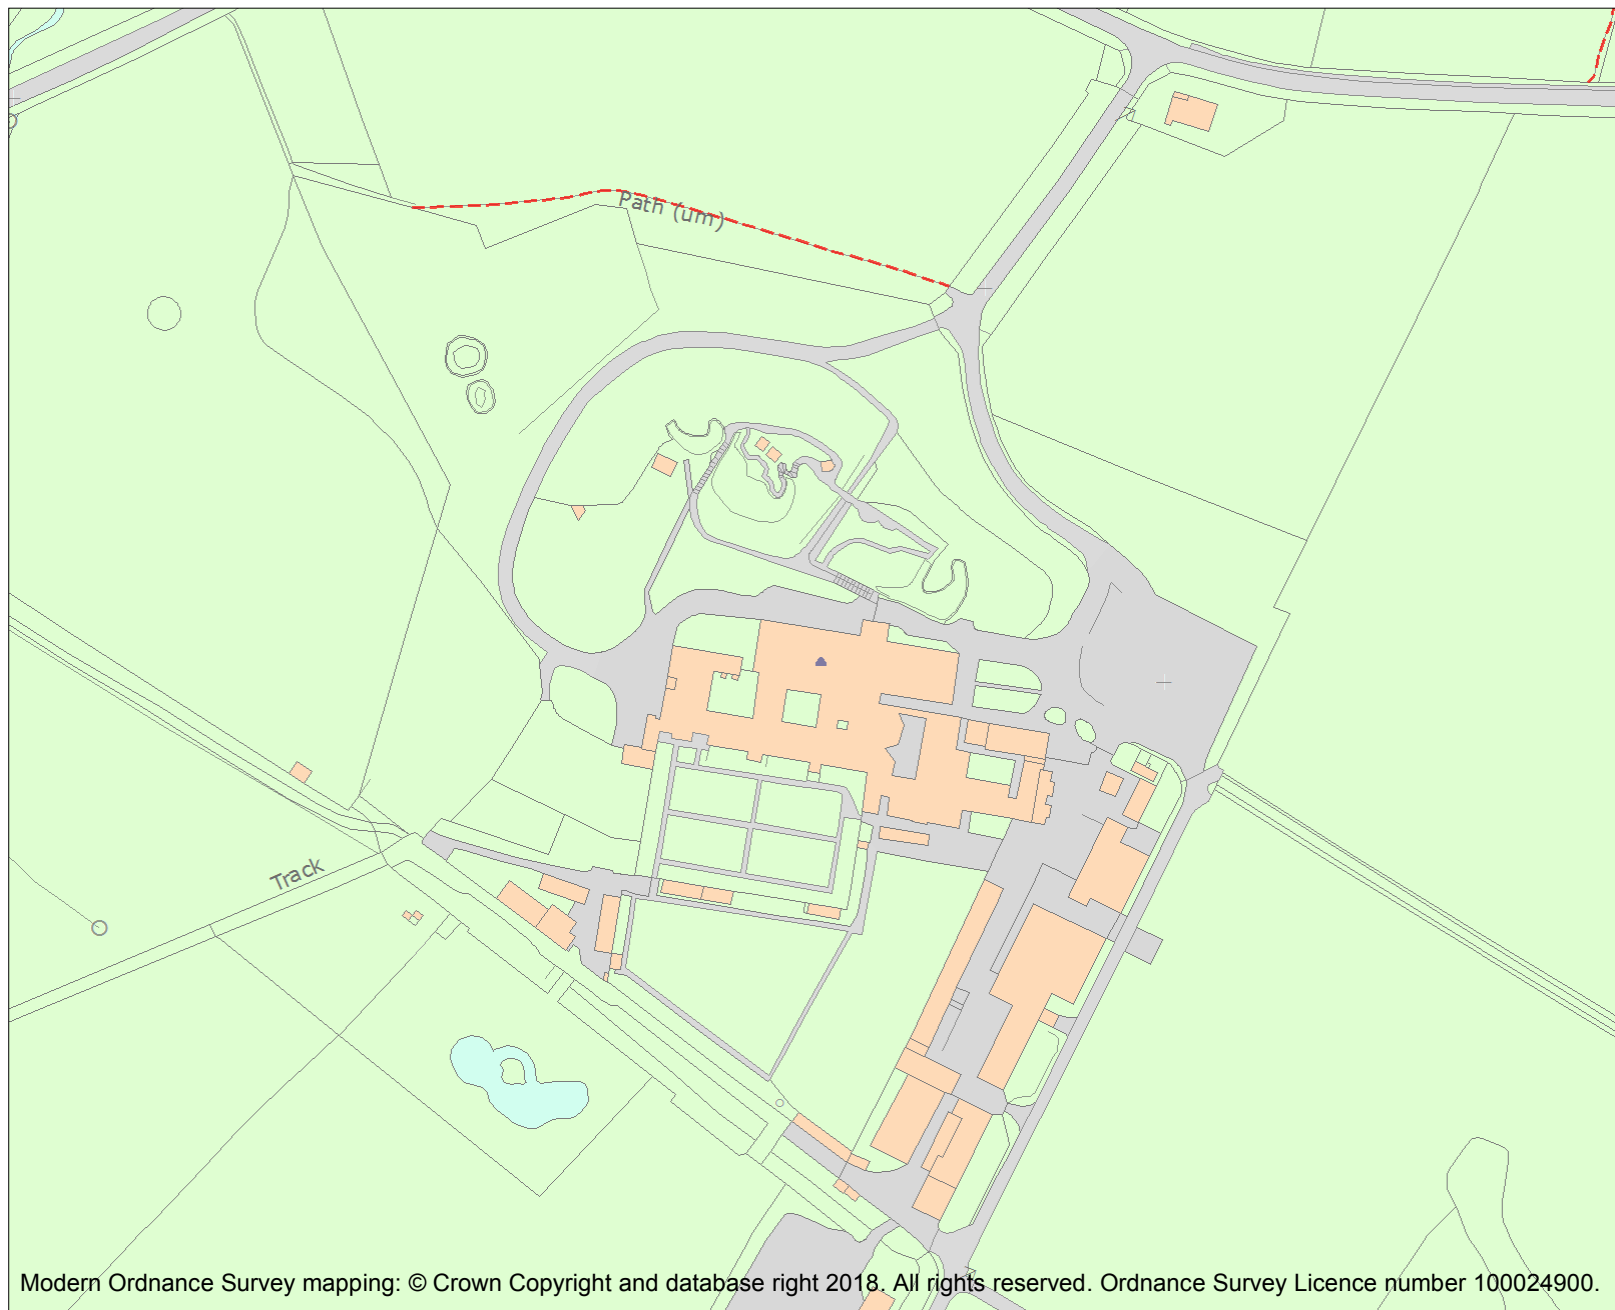 Path (um)
Track
Modern Ordnance Survey mapping: © Crown Copyright and database right 2018. All rights reserved. Ordnance Survey Licence number 100024900.